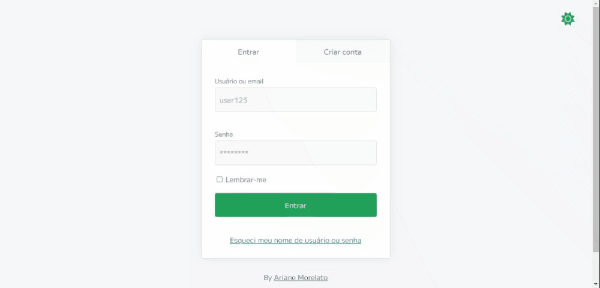 Entrar
Criar conta
Usuário ou email
user123
Senha
********
Lembrar-me
Entrar
Esqueci meu nome de usuário ou senha
By Ariane Morelato